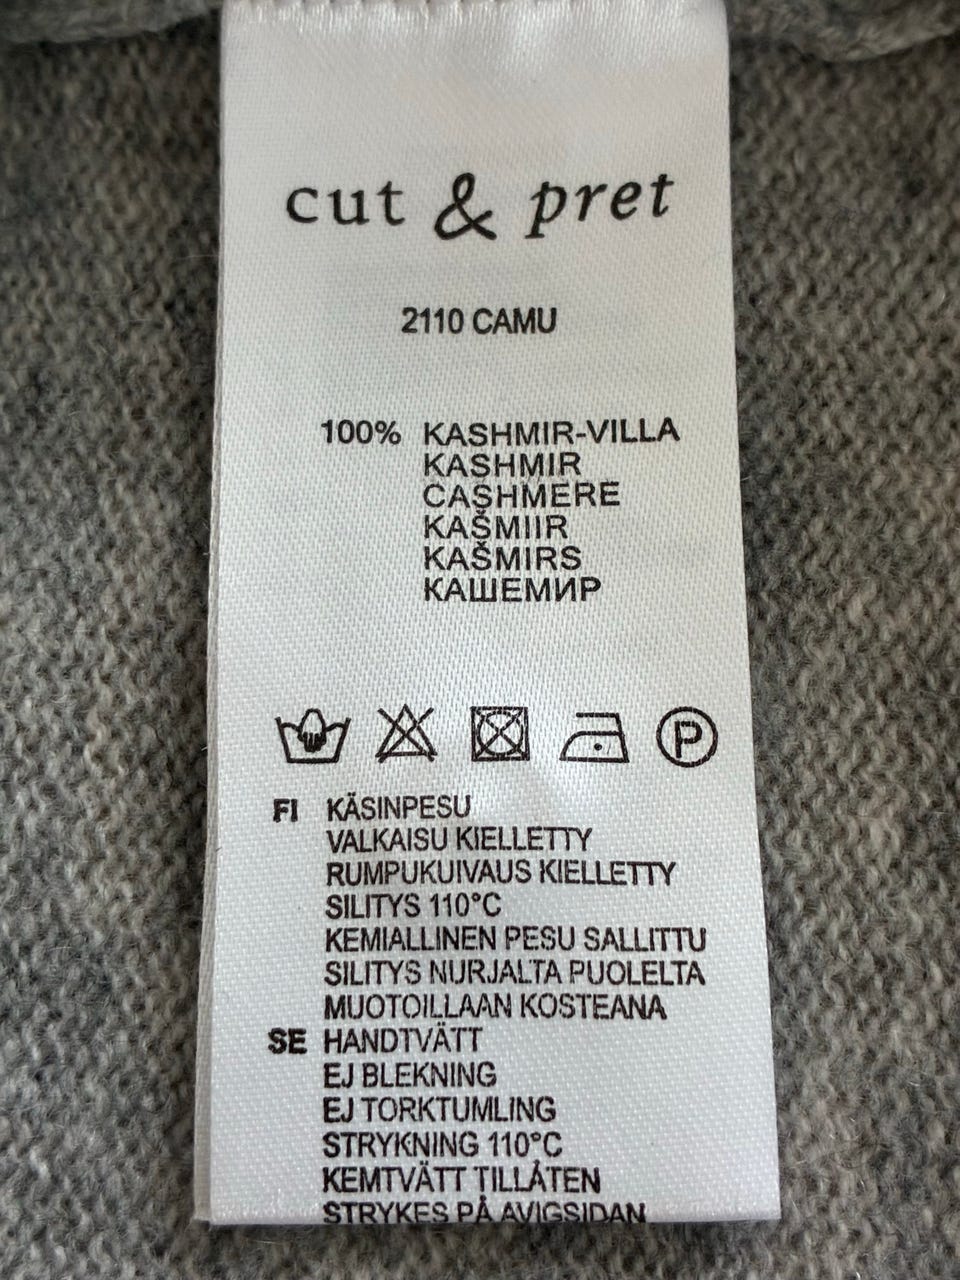 cut & pret
2110 CAMU
100% KASHMIR-VILLA
KASHMIR
CASHMERE
KAŠMIIR
KAŠMIRS
КАШЕМИР
P
FI KÄSINPESU
VALKAISU KIELLETTY
RUMPUKUIVAUS KIELLETTY
SILITYS 110°C
KEMIALLINEN PESU SALLITTU
SILITYS NURJALTA PUOLELTA
MUOTOILLAAN KOSTEANA
SE HANDTVÄTT
EJ BLEKNING
EJ TORKTUMLING
STRYKNING 110°C
KEMTVÄTT TILLÅTEN
STRYKES PÅ AVIGSIDAN